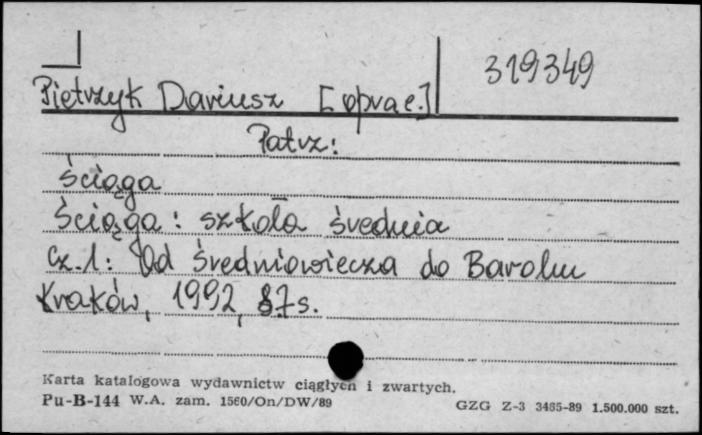 319349
Pietrzyk Dariusz [oprac.]
Patrz:
Ściąga
Ściąga: szkoła średnia
cz. 1: Od średniowiecza do Baroku
Kraków, 1992, 87 s.
Karta katalogowa wydawnictw ciągłych i zwartych.
Pu-B-144 W.A. zam. 1560/On/DW/89
GZG Z-3 3485-89 1.500.000 szt.